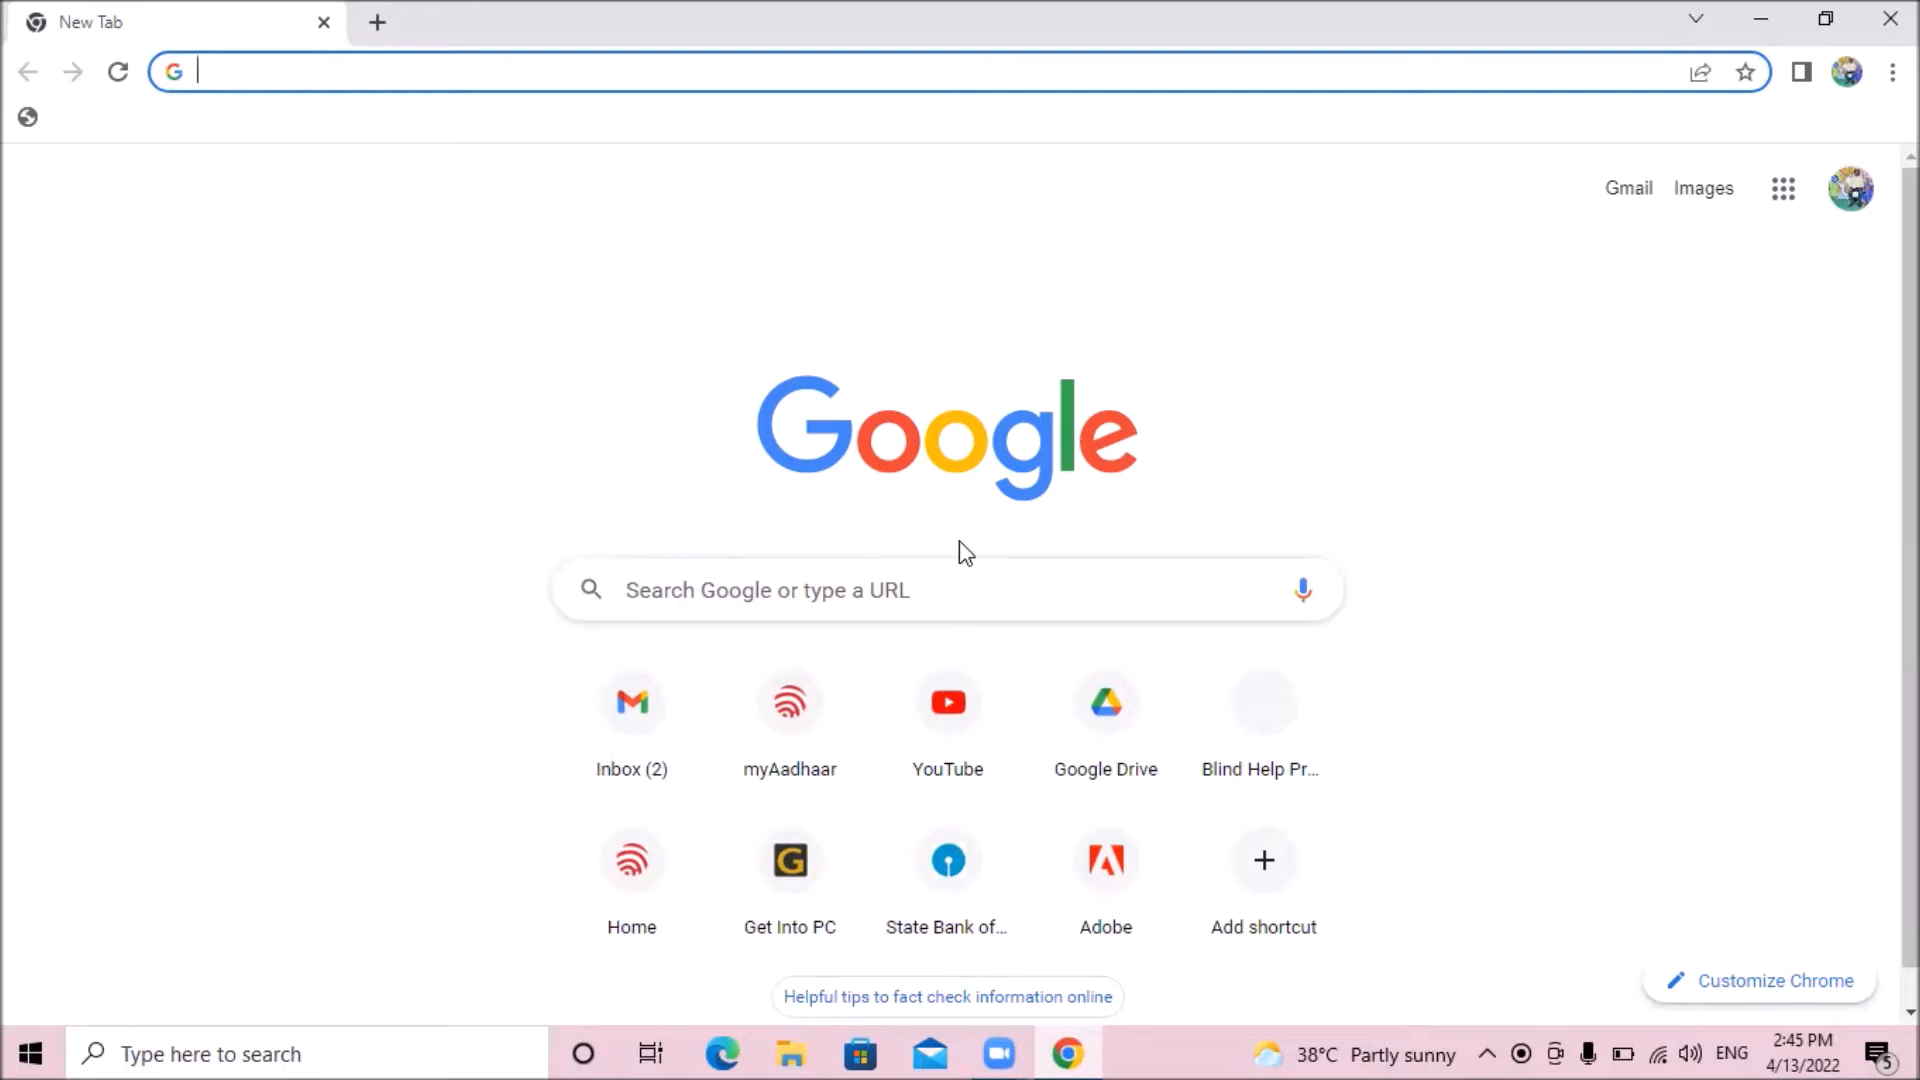 New Tab
Gmail Images
Google
Search Google or type a URL
Inbox (2) myAadhaar YouTube Google Drive Blind Help Pr...
Home Get Into PC State Bank of... Adobe Add shortcut
Helpful tips to fact check information online
Customize Chrome
Type here to search 38°C Partly sunny ENG 2:45 PM
4/13/2022 5